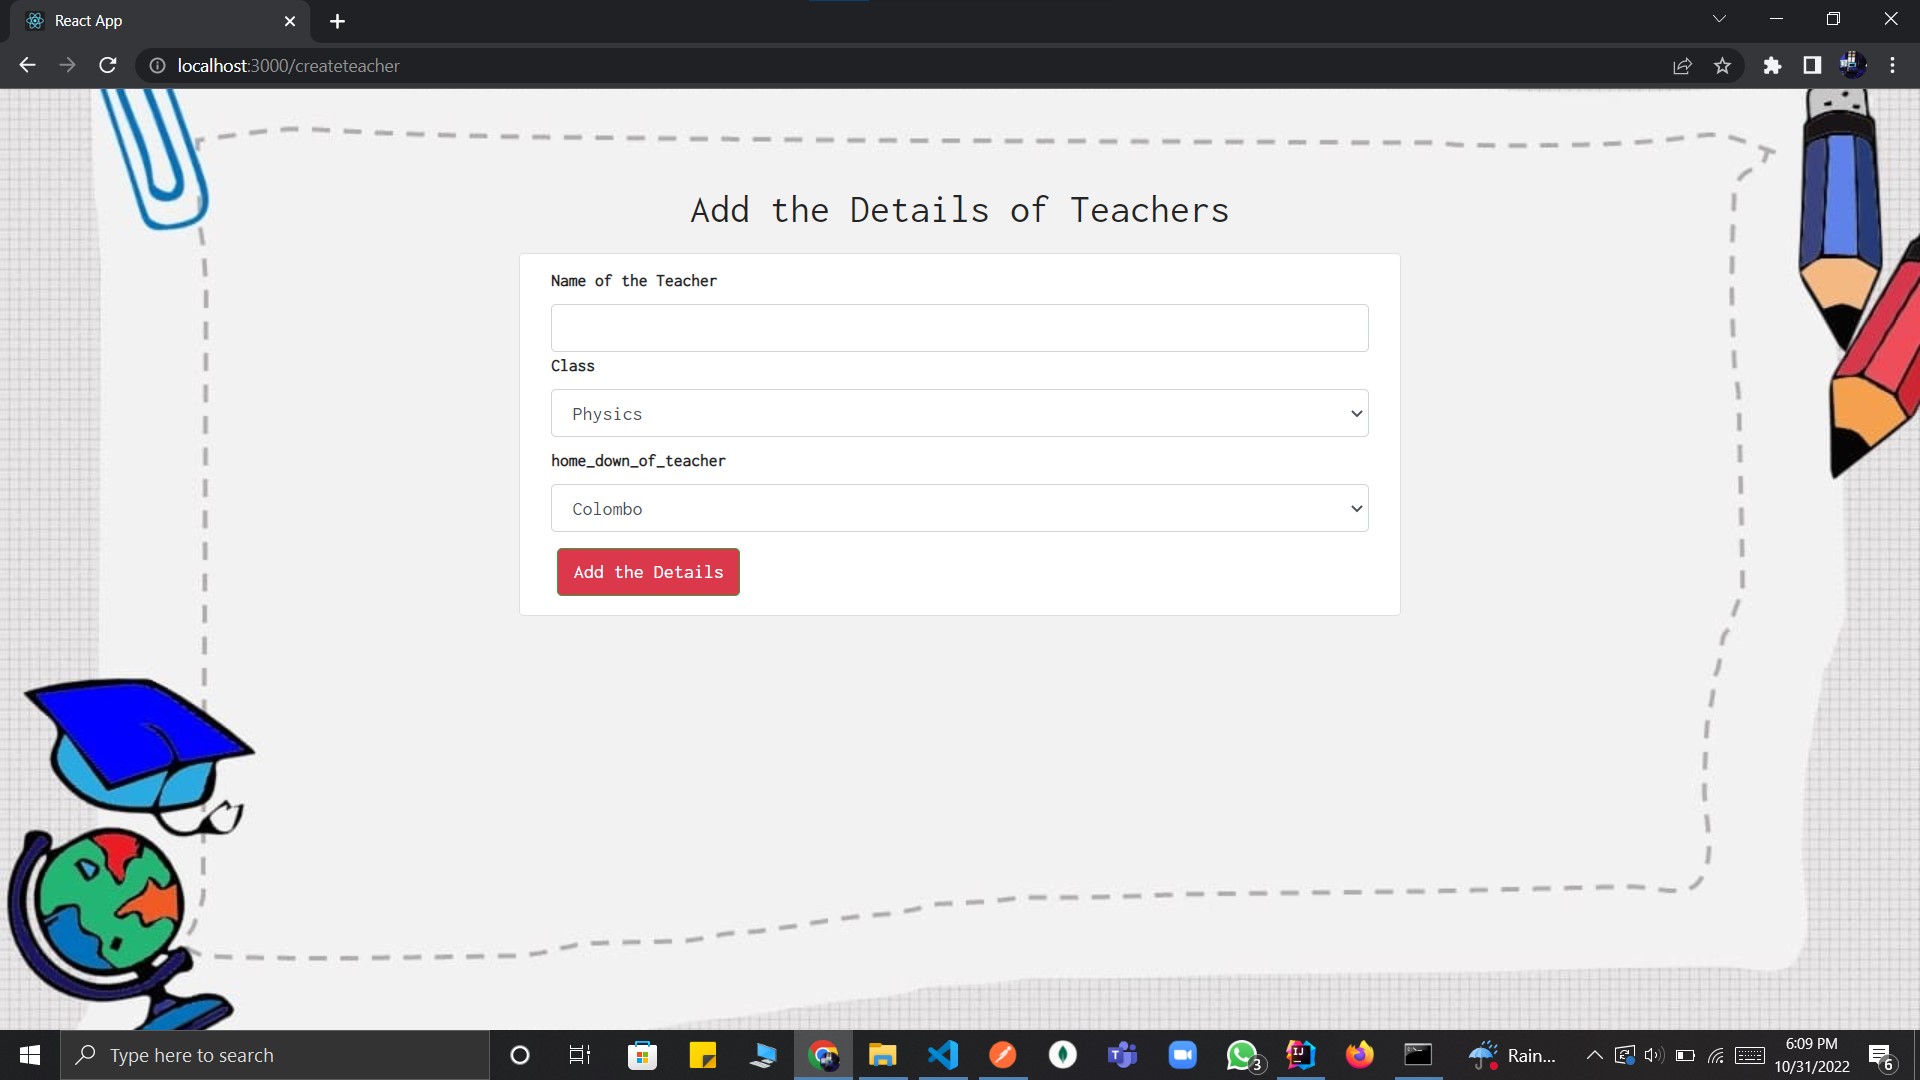 React App
localhost:3000/createteacher
Add the Details of Teachers
Name of the Teacher
Class
Physics
home_down_of_teacher
Colombo
Add the Details
Type here to search
3
Rain...
6:09 PM
10/31/2022
6